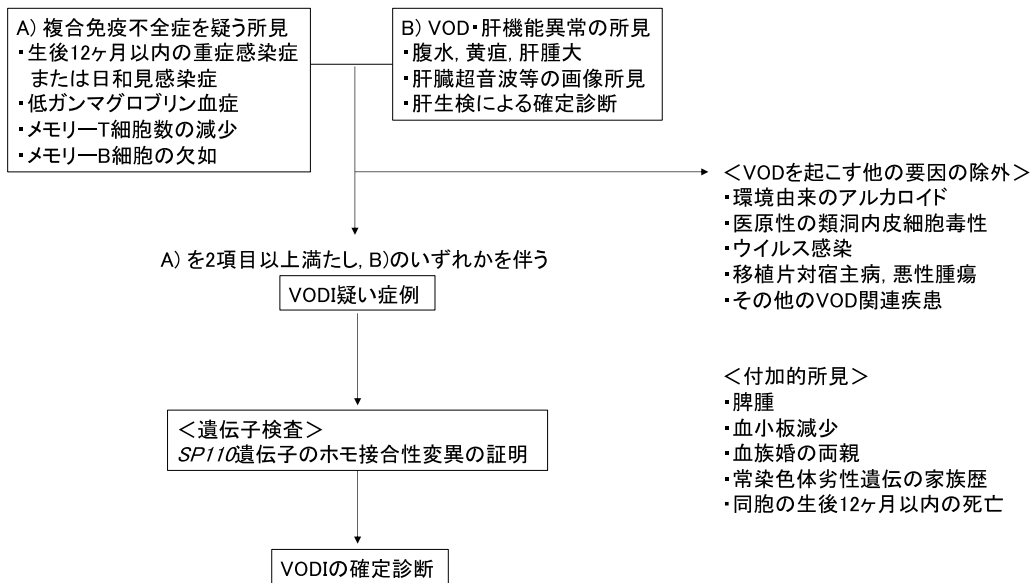 A) 複合免疫不全症を疑う所見
・生後12ヶ月以内の重症感染症
または日和見感染症
・低ガンマグロブリン血症
・メモリーT細胞数の減少
・メモリーB細胞の欠如
B) VOD・肝機能異常の所見
・腹水, 黄疸, 肝腫大
・肝臓超音波等の画像所見
・肝生検による確定診断
＜VODを起こす他の要因の除外＞
・環境由来のアルカロイド
・医原性の類洞内皮細胞毒性
・ウイルス感染
・移植片対宿主病, 悪性腫瘍
・その他のVOD関連疾患
A) を2項目以上満たし, B)のいずれかを伴う
VODI疑い症例
＜付加的所見＞
・脾腫
・血小板減少
・血族婚の両親
・常染色体劣性遺伝の家族歴
・同胞の生後12ヶ月以内の死亡
＜遺伝子検査＞
SP110遺伝子のホモ接合性変異の証明
VODIの確定診断